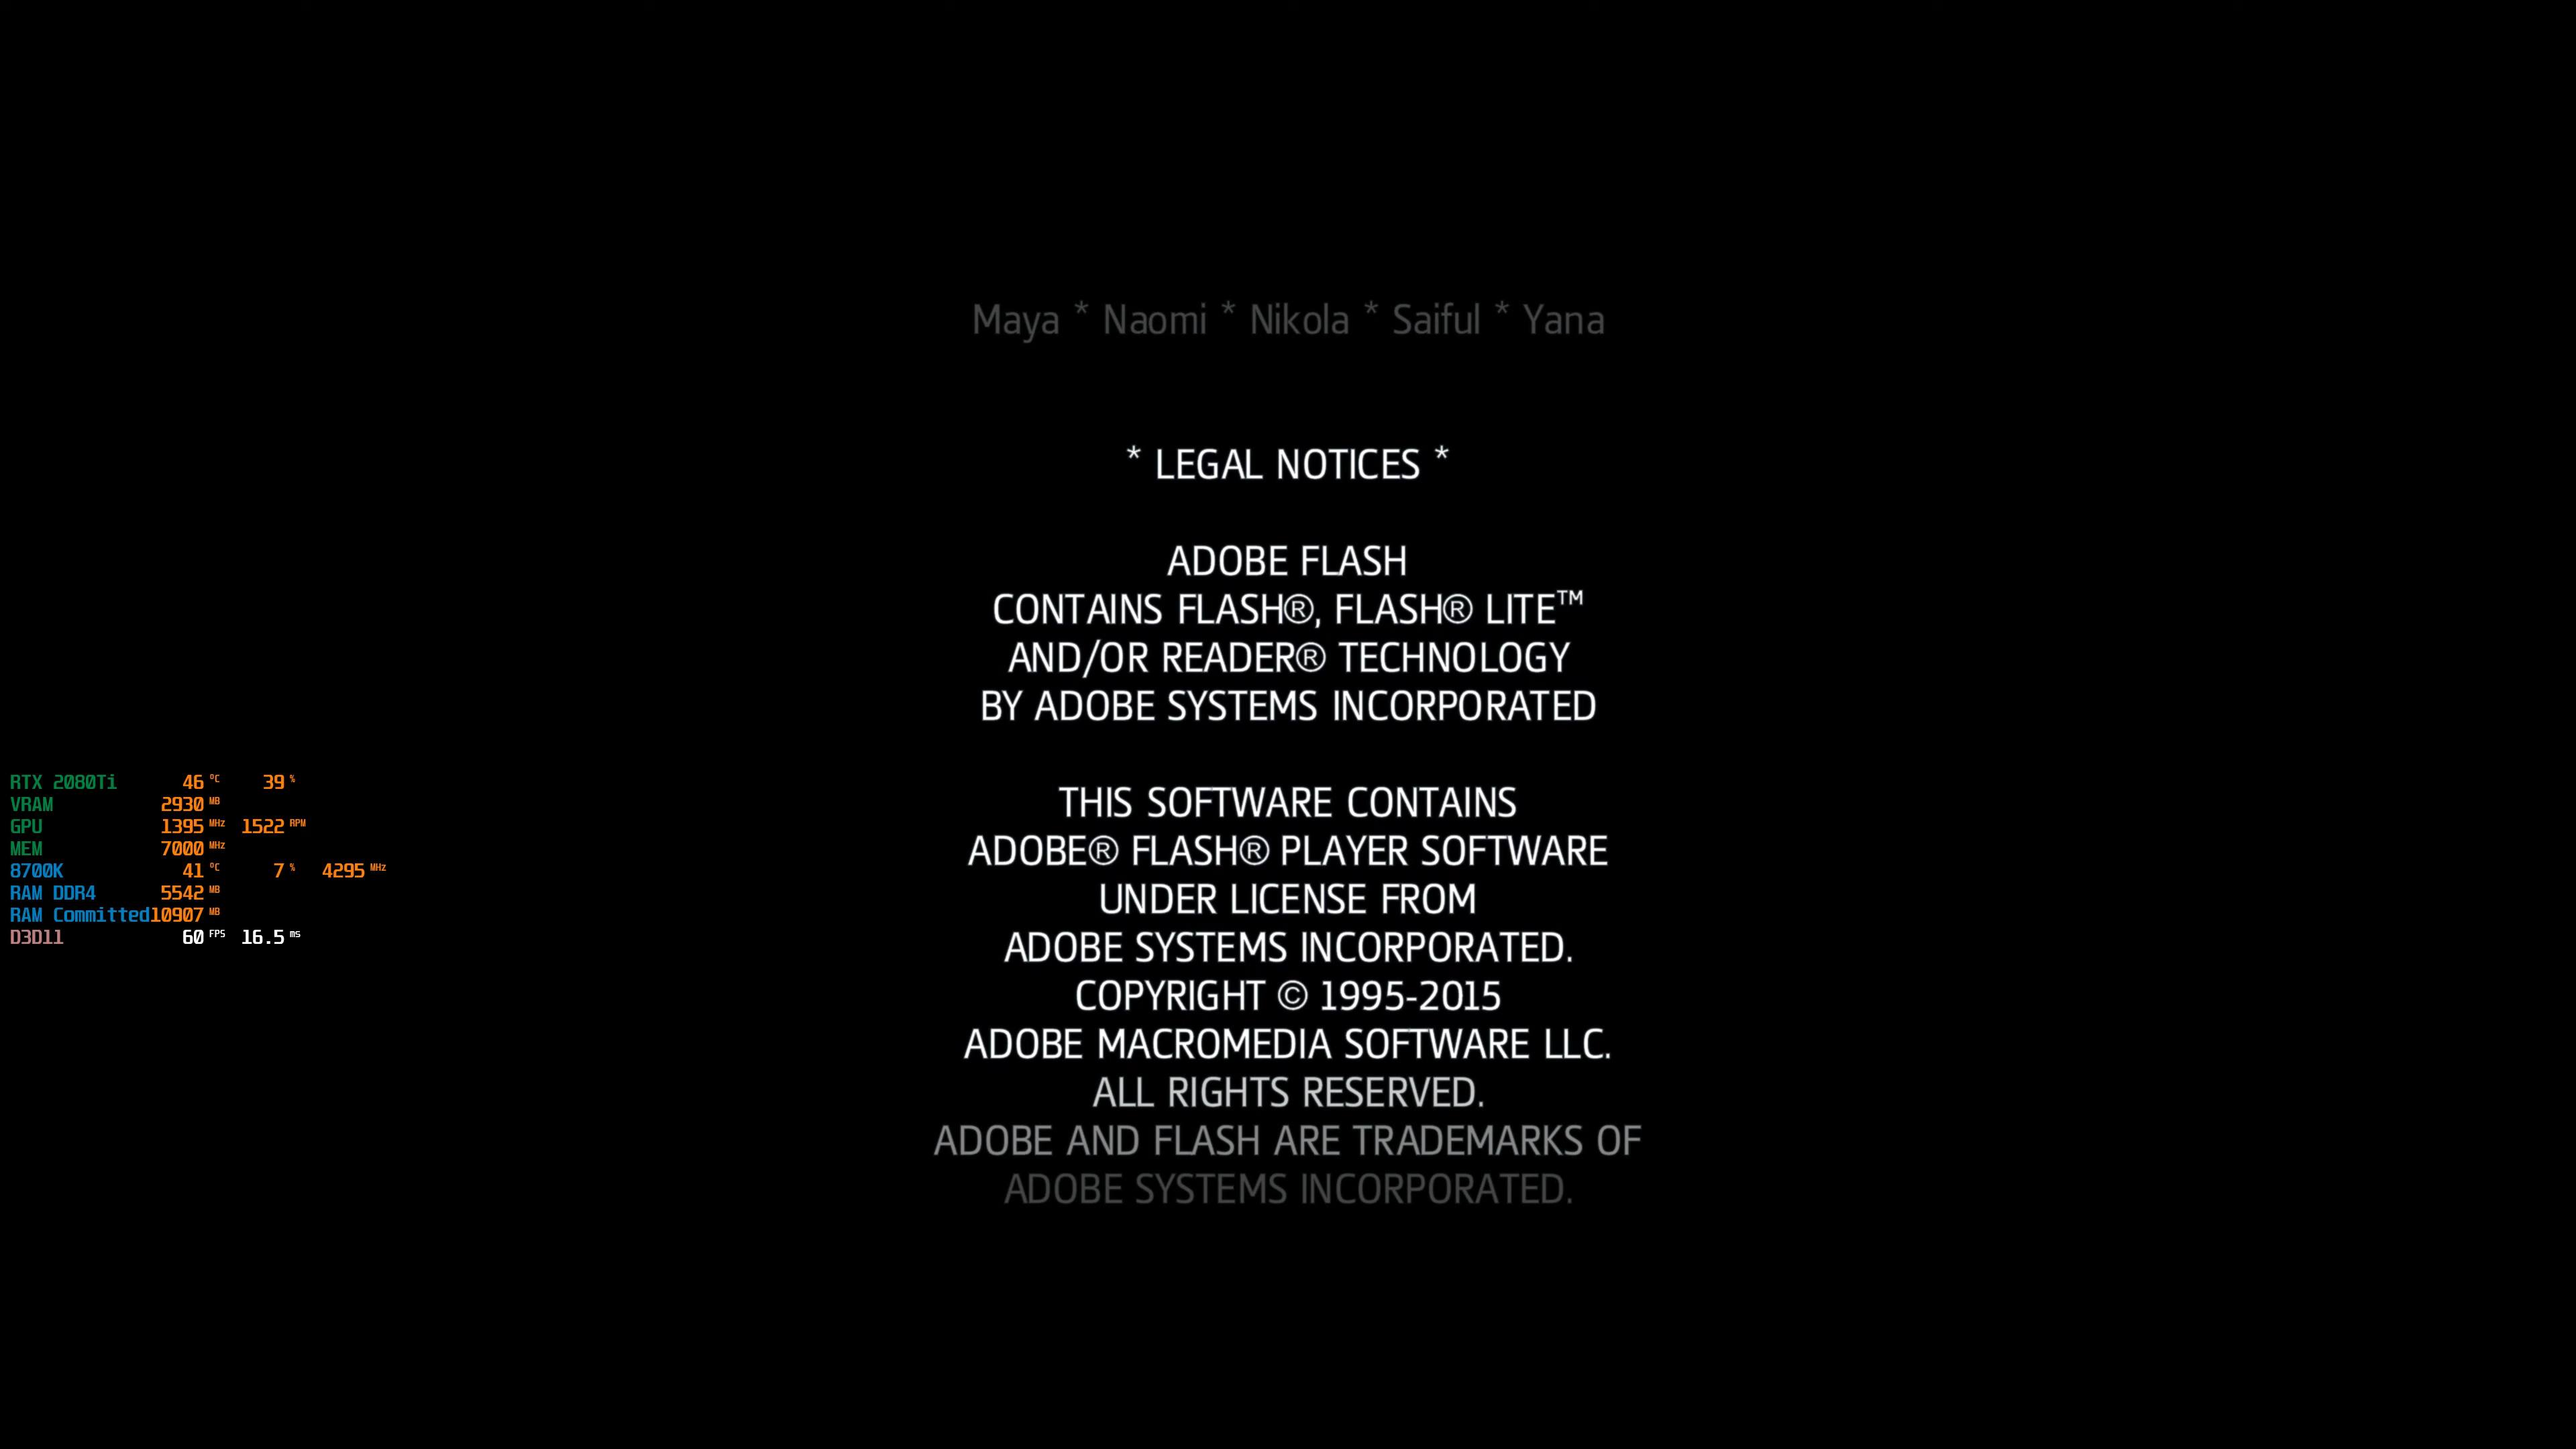 Maya * Naomi * Nikola * Saiful * Yana
* LEGAL NOTICES *
ADOBE FLASH
CONTAINS FLASH®, FLASH® LITE™
AND/OR READER® TECHNOLOGY
BY ADOBE SYSTEMS INCORPORATED
THIS SOFTWARE CONTAINS
ADOBE® FLASH® PLAYER SOFTWARE
UNDER LICENSE FROM
ADOBE SYSTEMS INCORPORATED.
COPYRIGHT © 1995-2015
ADOBE MACROMEDIA SOFTWARE LLC.
ALL RIGHTS RESERVED.
ADOBE AND FLASH ARE TRADEMARKS OF
ADOBE SYSTEMS INCORPORATED.
RTX 2080Ti 46 °C 39 %
VRAM 2930 MB
GPU 1395 MHz 1522 RPM
MEM 7000 MHz
8700K 41 °C 7 % 4295 MHz
RAM DDR4 5542 MB
RAM Committed 10907 MB
D3D11 60 FPS 16.5 ms